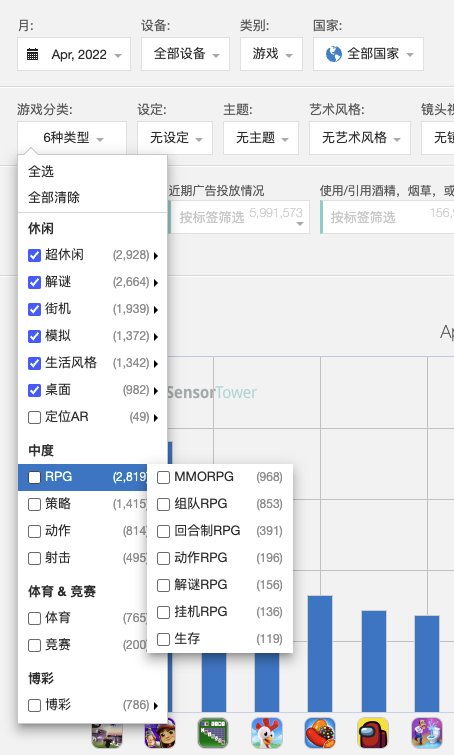 月:
设备:
类别:
国家:
Apr, 2022
全部设备
游戏
全部国家
游戏分类:
设定:
主题:
艺术风格:
镜头视
6种类型
无设定
无主题
无艺术风格
无镜
全选
全部清除
近期广告投放情况
使用/引用酒精，烟草，或
按标签筛选 5,991,573
按标签筛选 156,
休闲
超休闲 (2,928)
解谜 (2,664)
街机 (1,939)
模拟 (1,372)
生活风格 (1,342)
桌面 (982)
定位AR (49)
中度
RPG (2,819)
策略 (1,415)
动作 (814)
射击 (495)
体育 & 竞赛
体育 (765)
竞赛 (200)
博彩
博彩 (786)
MMORPG (968)
组队RPG (853)
回合制RPG (391)
动作RPG (196)
解谜RPG (156)
挂机RPG (136)
生存 (119)
Ap
SensorTower